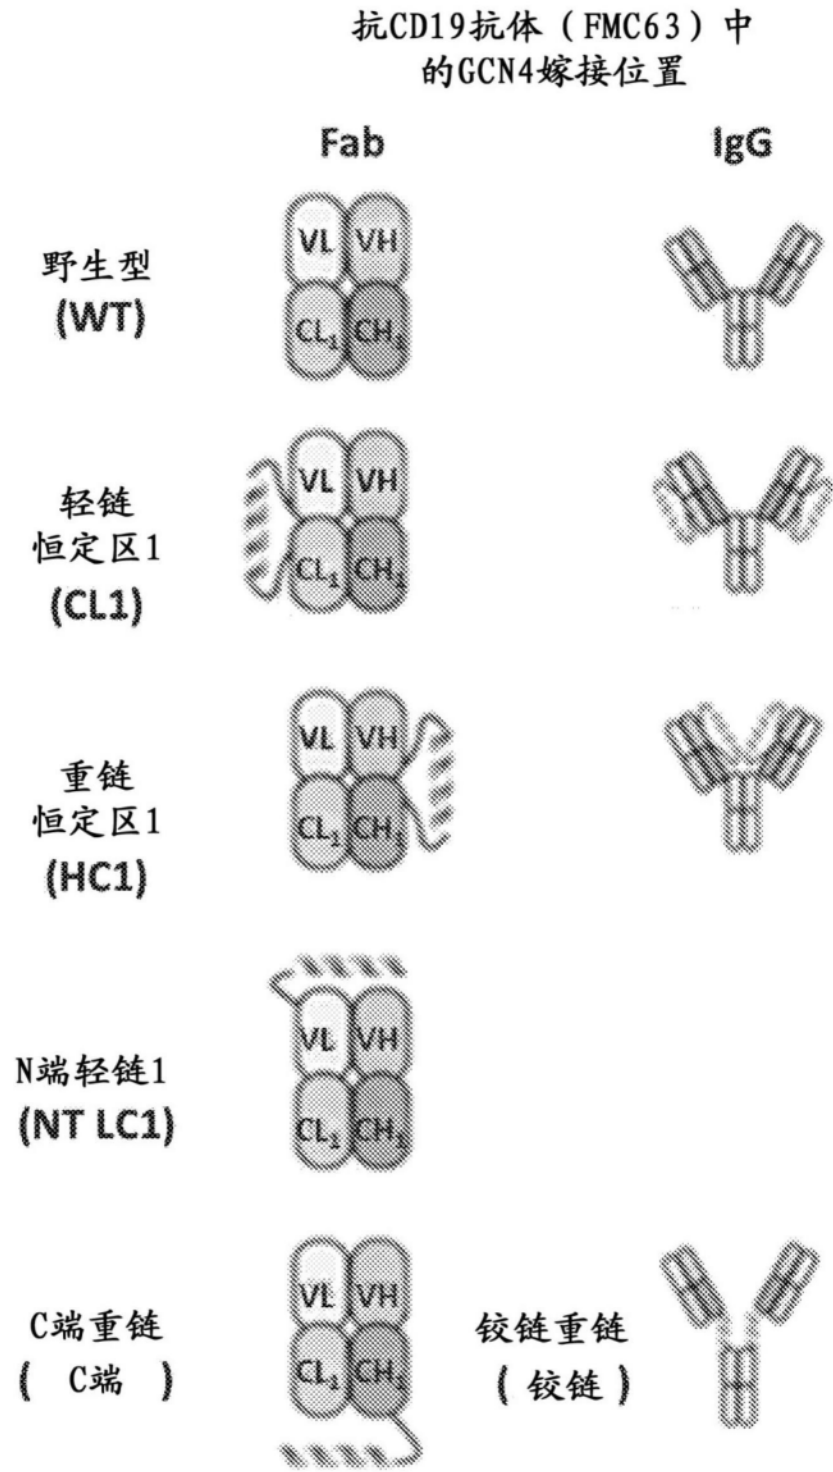 抗CD19抗体（FMC63）中
的GCN4嫁接位置
Fab
IgG
野生型
(WT)
VL VH
CL₁ CH₁
轻链
恒定区1
(CL1)
VL VH
CL₁ CH₁
重链
恒定区1
(HC1)
VL VH
CL₁ CH₁
N端轻链1
(NT LC1)
VL VH
CL₁ CH₁
C端重链
( C端 )
VL VH
CL₁ CH₁
铰链重链
(铰链)